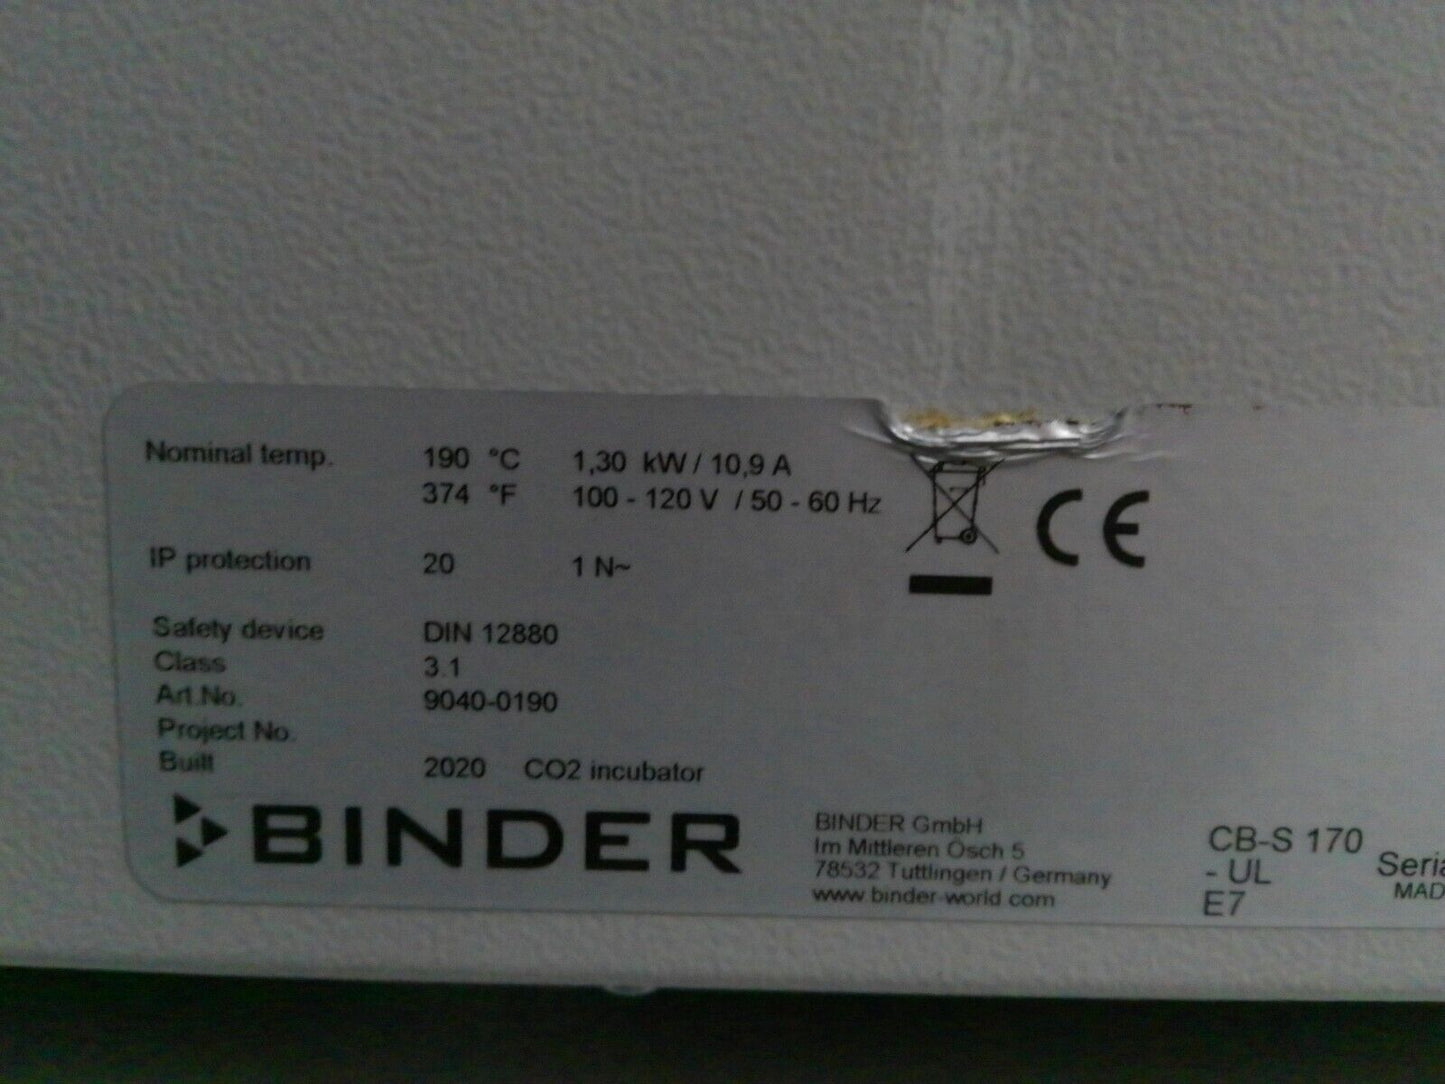 Nominal temp. 190 °C 1,30 kW / 10,9 A
374 °F 100 - 120 V / 50 - 60 Hz
IP protection 20 1 N~
Safety device DIN 12880
Class 3.1
Art.No. 9040-0190
Project No.
Built 2020 CO2 incubator
BINDER
BINDER GmbH
Im Mittleren Ösch 5
78532 Tuttlingen / Germany
www.binder-world.com
CB-S 170
- UL
E7
Seria
MAD
CE